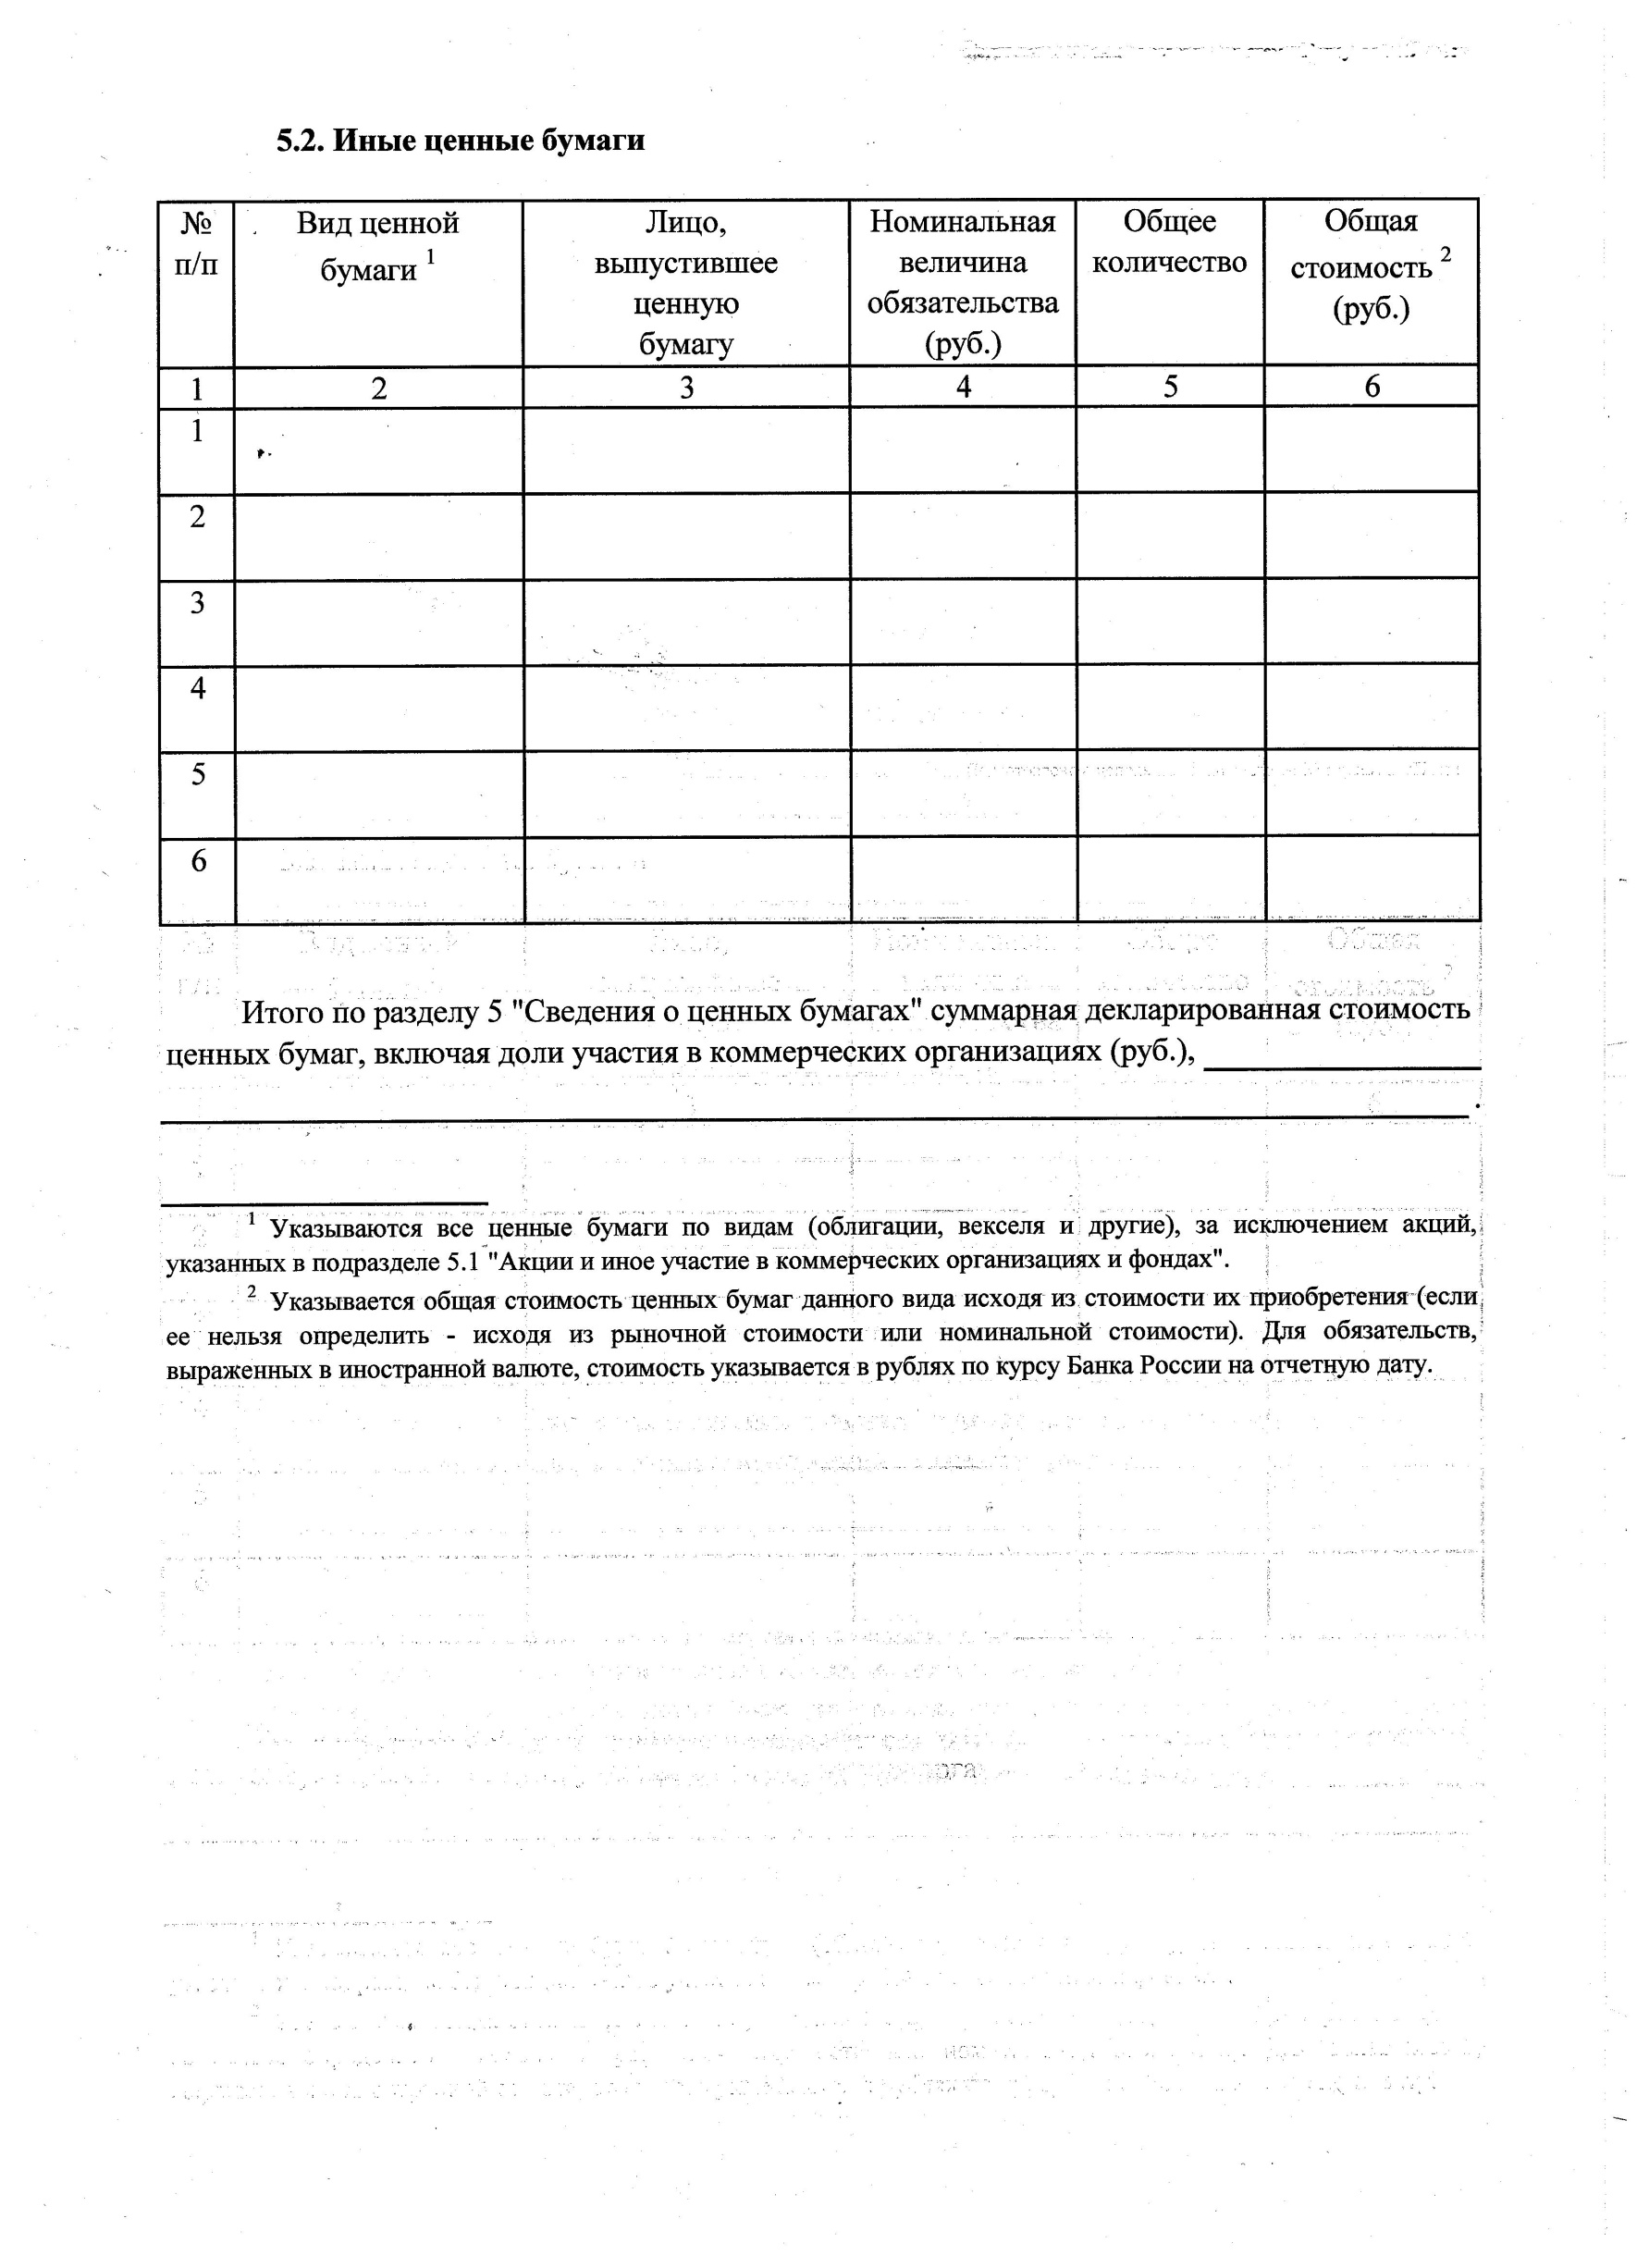 5.2. Иные ценные бумаги
№ п/п
Вид ценной бумаги ¹
Лицо, выпустившее ценную бумагу
Номинальная величина обязательства (руб.)
Общее количество
Общая стоимость ² (руб.)
1 2 3 4 5 6
1
2
3
4
5
6
Итого по разделу 5 "Сведения о ценных бумагах" суммарная декларированная стоимость
ценных бумаг, включая доли участия в коммерческих организациях (руб.), ____________
____________.
¹ Указываются все ценные бумаги по видам (облигации, векселя и другие), за исключением акций,
указанных в подразделе 5.1 "Акции и иное участие в коммерческих организациях и фондах".
² Указывается общая стоимость ценных бумаг данного вида исходя из стоимости их приобретения (если
ее нельзя определить - исходя из рыночной стоимости или номинальной стоимости). Для обязательств,
выраженных в иностранной валюте, стоимость указывается в рублях по курсу Банка России на отчетную дату.